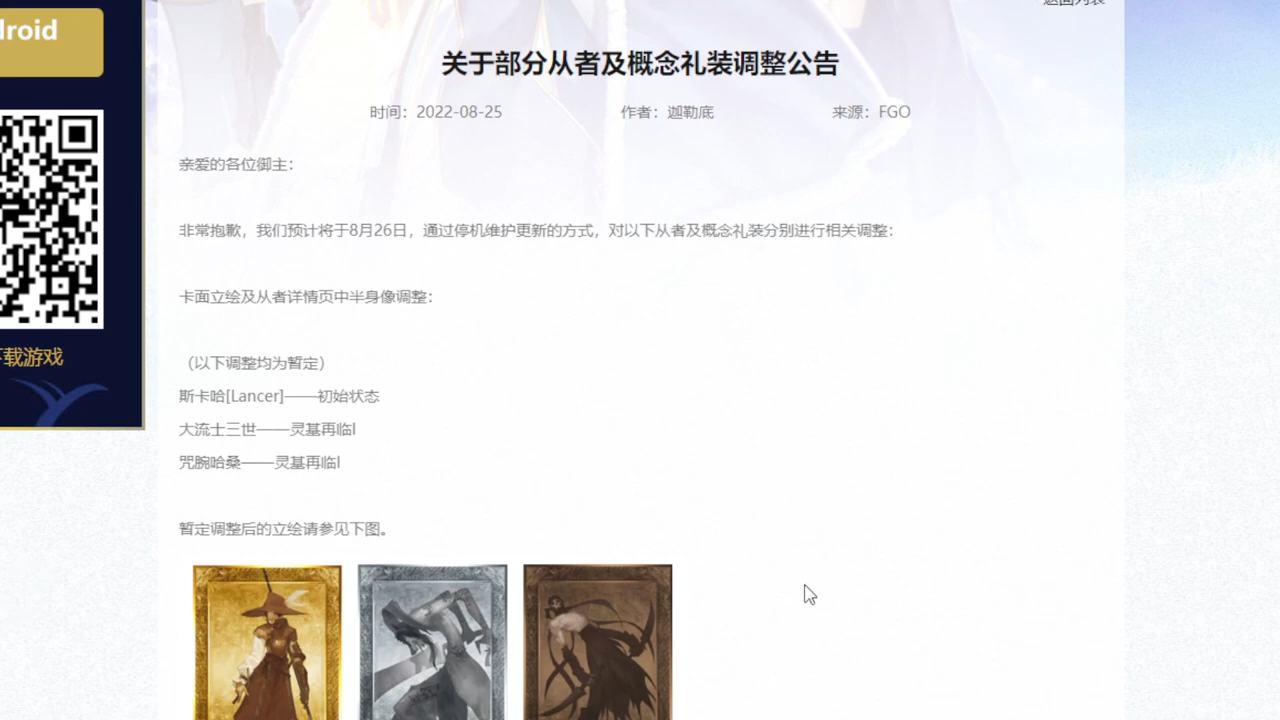 roid
下载游戏
关于部分从者及概念礼装调整公告
时间：2022-08-25 作者：迦勒底 来源：FGO
亲爱的各位御主：
非常抱歉，我们预计将于8月26日，通过停机维护更新的方式，对以下从者及概念礼装分别进行相关调整：
卡面立绘及从者详情页中半身像调整：
（以下调整均为暂定）
斯卡哈[Lancer]——初始状态
大流士三世——灵基再临Ⅰ
咒腕哈桑——灵基再临Ⅰ
暂定调整后的立绘请参见下图。